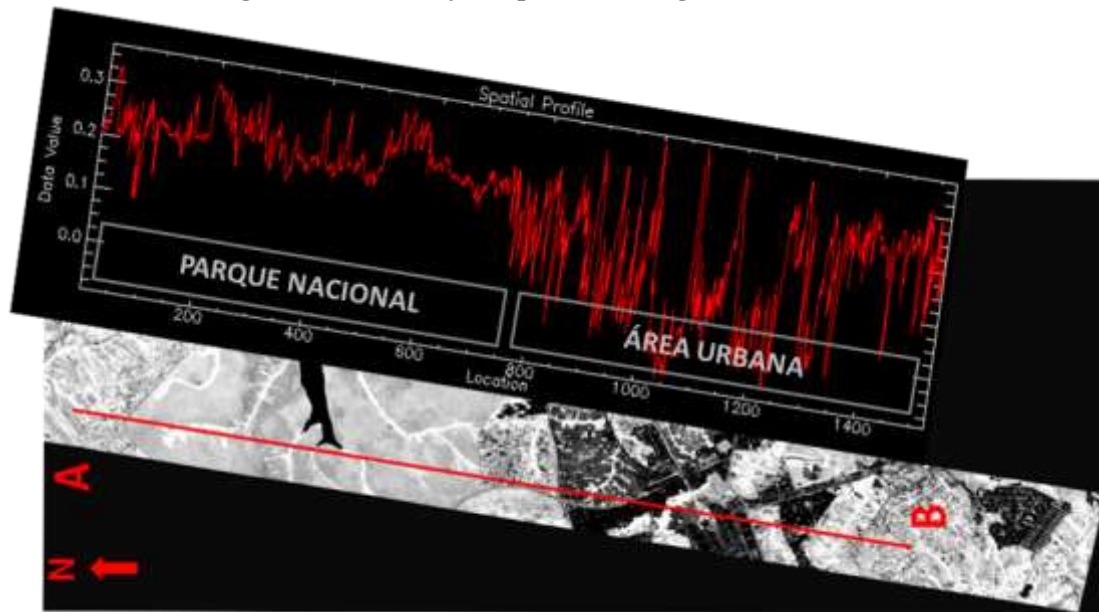 Spatial Profile
Data Value
0.3
0.2
0.1
0.0
PARQUE NACIONAL
ÁREA URBANA
200
400
600
800
1000
1200
1400
Location
A
B
N